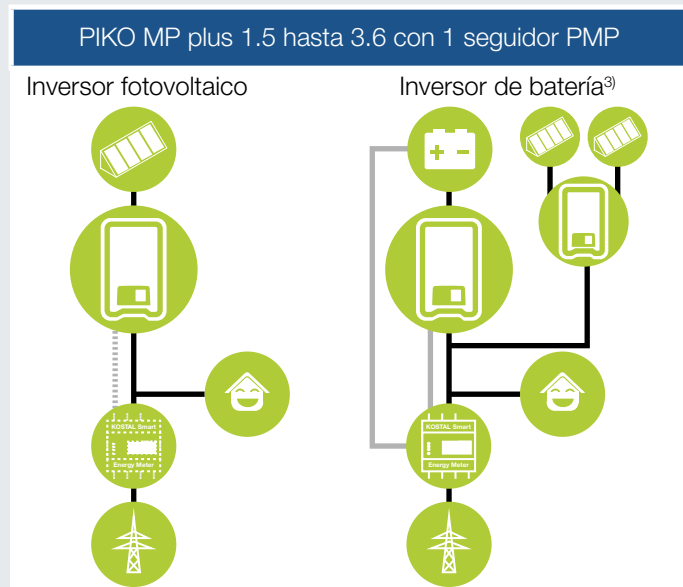 PIKO MP plus 1.5 hasta 3.6 con 1 seguidor PMP
Inversor fotovoltaico
Inversor de batería³⁾
KOSTAL Smart
Energy Meter
KOSTAL Smart
Energy Meter